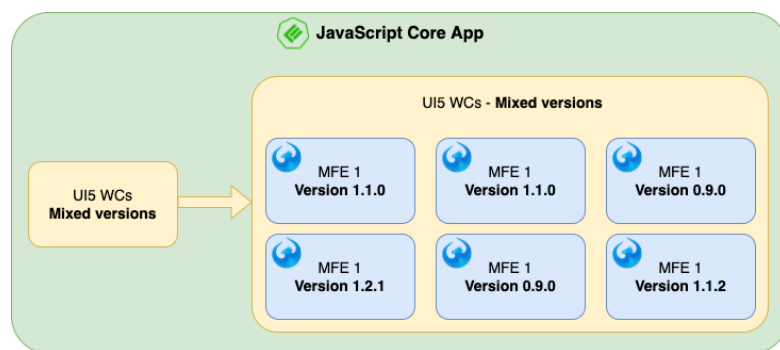 JavaScript Core App
UI5 WCs - Mixed versions
UI5 WCs
Mixed versions
MFE 1
Version 1.1.0
MFE 1
Version 1.1.0
MFE 1
Version 0.9.0
MFE 1
Version 1.2.1
MFE 1
Version 0.9.0
MFE 1
Version 1.1.2